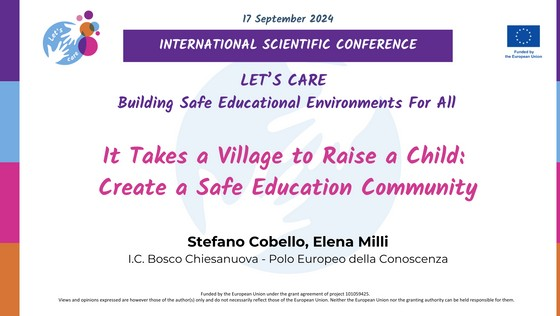 17 September 2024
INTERNATIONAL SCIENTIFIC CONFERENCE
Let's
care
Funded by
the European Union
LET'S CARE
Building Safe Educational Environments For All
It Takes a Village to Raise a Child:
Create a Safe Education Community
Stefano Cobello, Elena Milli
I.C. Bosco Chiesanuova - Polo Europeo della Conoscenza
Funded by the European Union under the grant agreement of project 101059425.
Views and opinions expressed are however those of the author(s) only and do not necessarily reflect those of the European Union. Neither the European Union nor the granting authority can be held responsible for them.